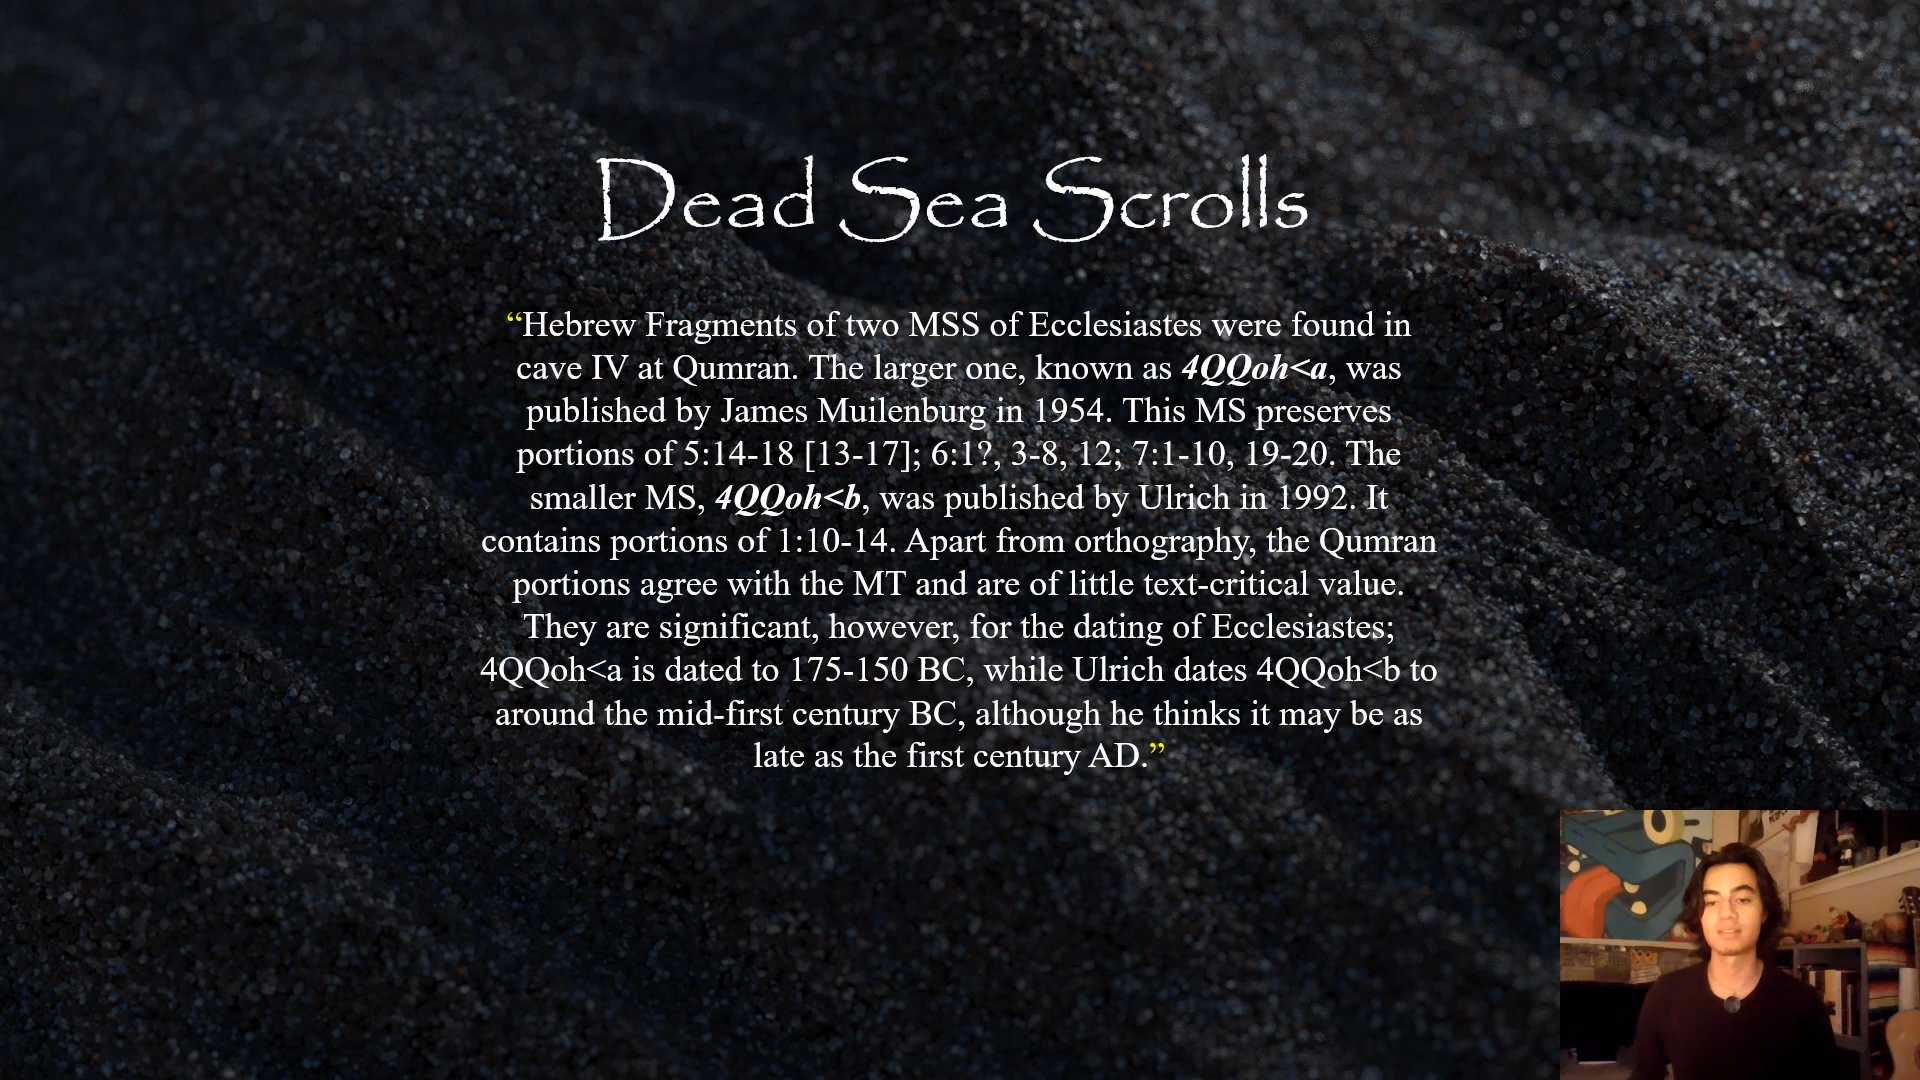 Dead Sea Scrolls
“Hebrew Fragments of two MSS of Ecclesiastes were found in
cave IV at Qumran. The larger one, known as 4QQoh<a, was
published by James Muilenburg in 1954. This MS preserves
portions of 5:14-18 [13-17]; 6:1?, 3-8, 12; 7:1-10, 19-20. The
smaller MS, 4QQoh<b, was published by Ulrich in 1992. It
contains portions of 1:10-14. Apart from orthography, the Qumran
portions agree with the MT and are of little text-critical value.
They are significant, however, for the dating of Ecclesiastes;
4QQoh<a is dated to 175-150 BC, while Ulrich dates 4QQoh<b to
around the mid-first century BC, although he thinks it may be as
late as the first century AD.”